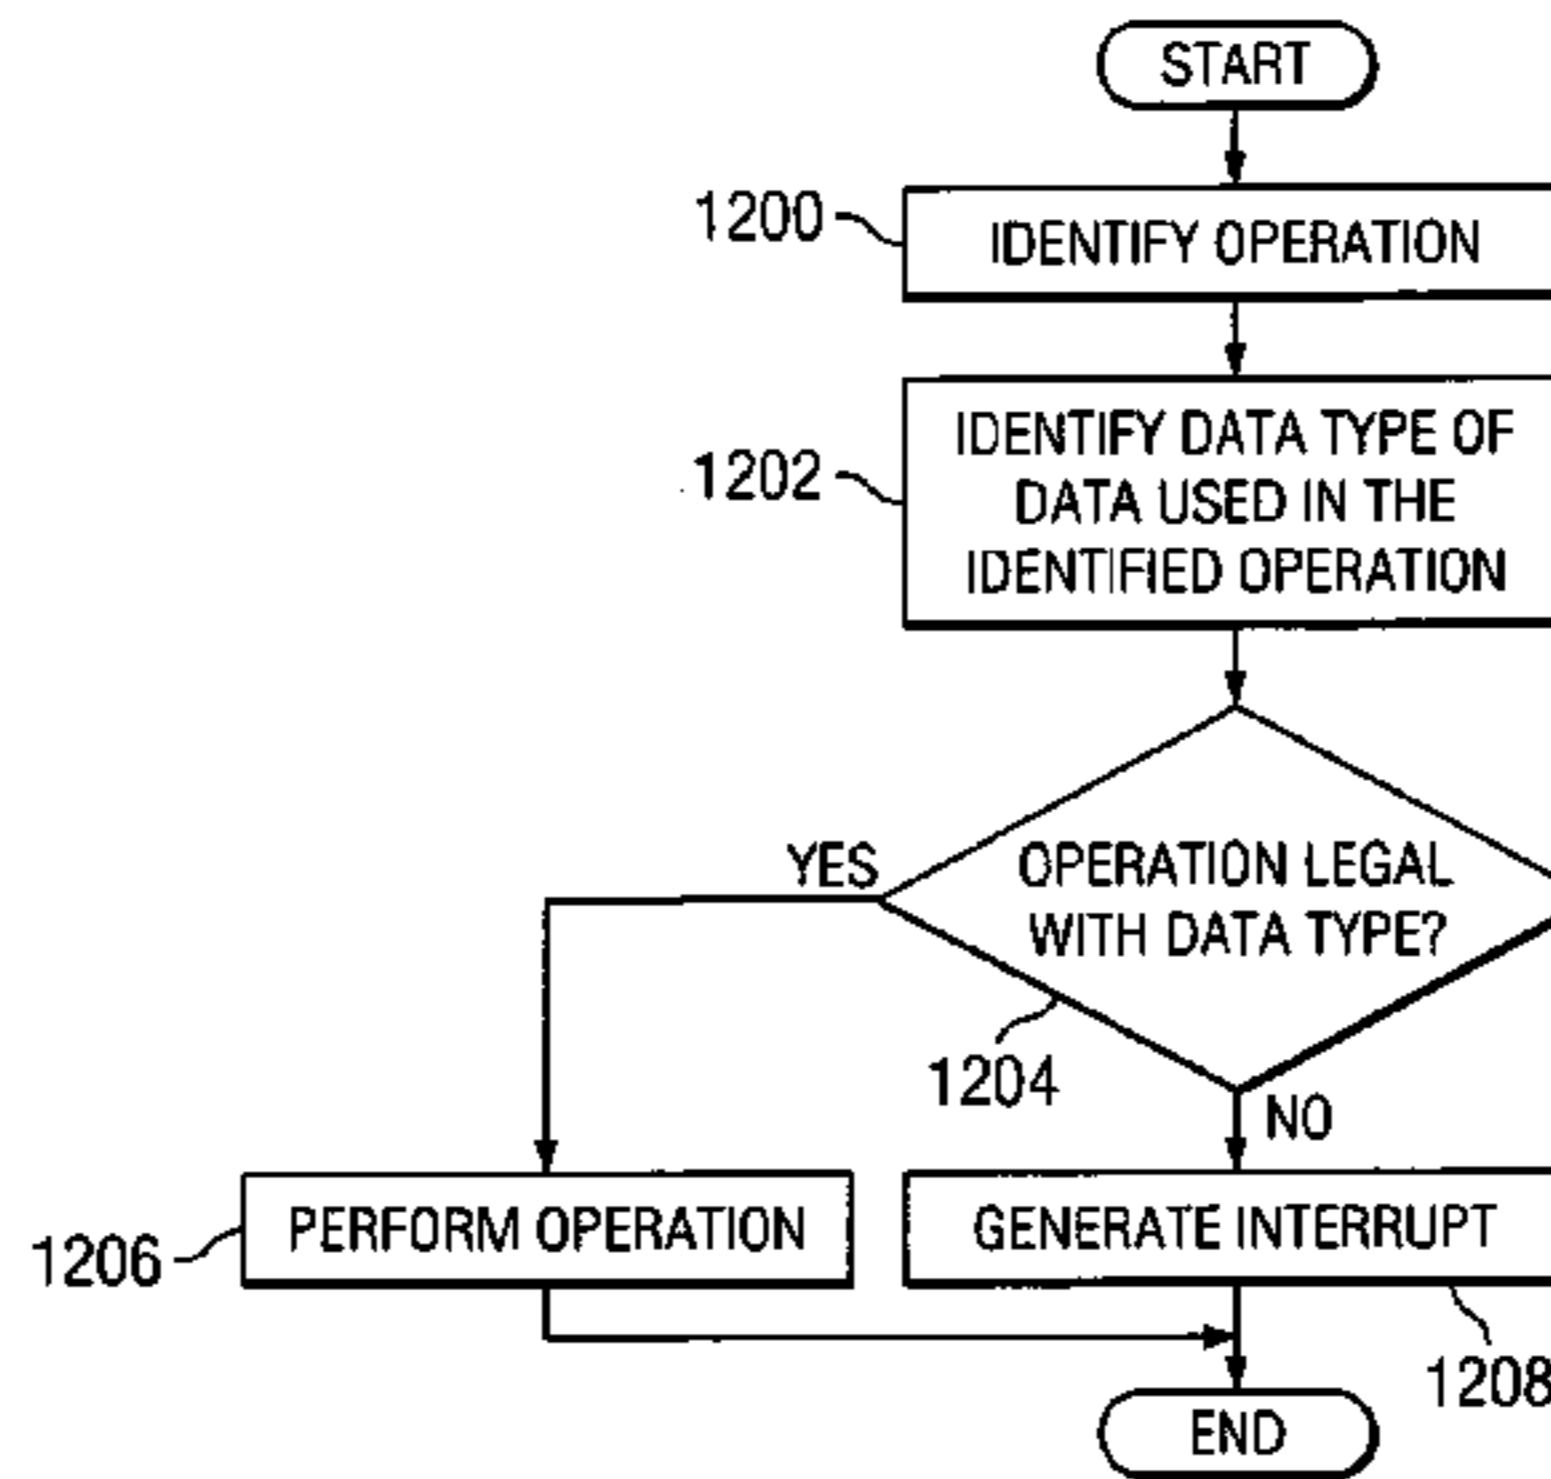 START
1200
IDENTIFY OPERATION
1202
IDENTIFY DATA TYPE OF
DATA USED IN THE
IDENTIFIED OPERATION
YES
OPERATION LEGAL
WITH DATA TYPE?
1204
NO
1206
PERFORM OPERATION
GENERATE INTERRUPT
1208
END